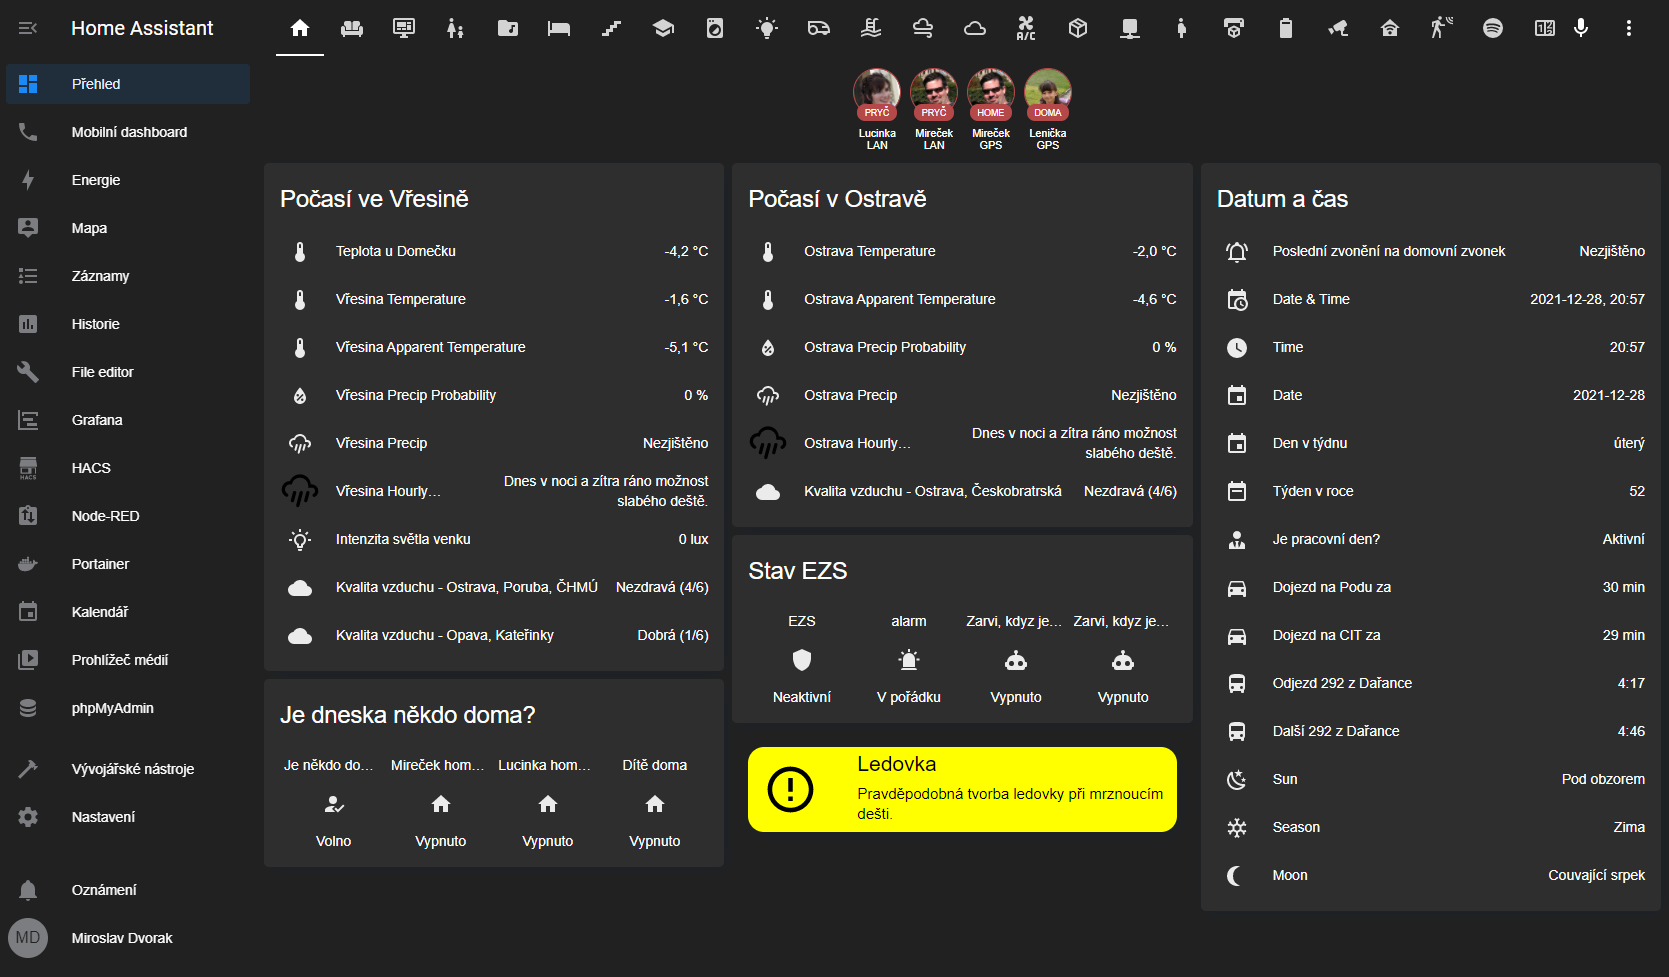 Home Assistant
A/C
Přehled
Mobilní dashboard
Energie
Mapa
Záznamy
Historie
File editor
Grafana
HACS
HACS
Node-RED
Portainer
Kalendář
Prohlížeč médií
phpMyAdmin
Vývojářské nástroje
Nastavení
Oznámení
MD
Miroslav Dvorak
PRYČ
Lucinka
LAN
PRYČ
Mireček
LAN
HOME
Mireček
GPS
DOMA
Lenička
GPS
Počasí ve Vřesině
Teplota u Domečku -4,2 °C
Vřesina Temperature -1,6 °C
Vřesina Apparent Temperature -5,1 °C
Vřesina Precip Probability 0 %
Vřesina Precip Nezjištěno
Vřesina Hourly… Dnes v noci a zítra ráno možnost
slabého deště.
Intenzita světla venku 0 lux
Kvalita vzduchu - Ostrava, Poruba, ČHMÚ Nezdravá (4/6)
Kvalita vzduchu - Opava, Kateřinky Dobrá (1/6)
Je dneska někdo doma?
Je někdo do… Mireček hom… Lucinka hom… Dítě doma
Volno Vypnuto Vypnuto Vypnuto
Počasí v Ostravě
Ostrava Temperature -2,0 °C
Ostrava Apparent Temperature -4,6 °C
Ostrava Precip Probability 0 %
Ostrava Precip Nezjištěno
Ostrava Hourly… Dnes v noci a zítra ráno možnost
slabého deště.
Kvalita vzduchu - Ostrava, Českobratrská Nezdravá (4/6)
Stav EZS
EZS alarm Zarvi, kdyz je… Zarvi, kdyz je…
Neaktivní V pořádku Vypnuto Vypnuto
Ledovka
Pravděpodobná tvorba ledovky při mrznoucím
dešti.
Datum a čas
Poslední zvonění na domovní zvonek Nezjištěno
Date & Time 2021-12-28, 20:57
Time 20:57
Date 2021-12-28
Den v týdnu úterý
Týden v roce 52
Je pracovní den? Aktivní
Dojezd na Podu za 30 min
Dojezd na CIT za 29 min
Odjezd 292 z Dařance 4:17
Další 292 z Dařance 4:46
Sun Pod obzorem
Season Zima
Moon Couvající srpek